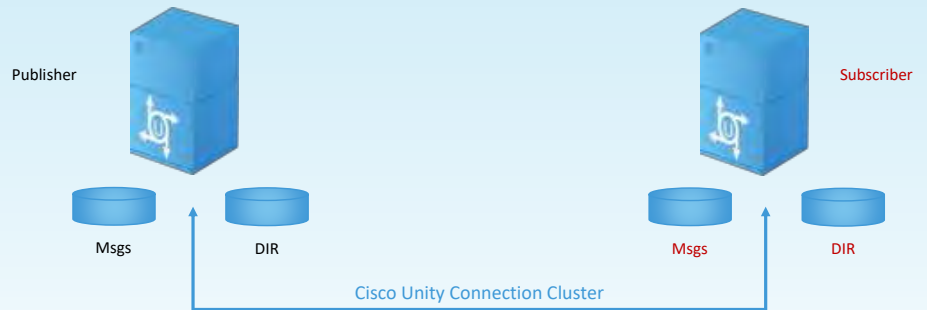 Publisher
Subscriber
Msgs
DIR
Msgs
DIR
Cisco Unity Connection Cluster